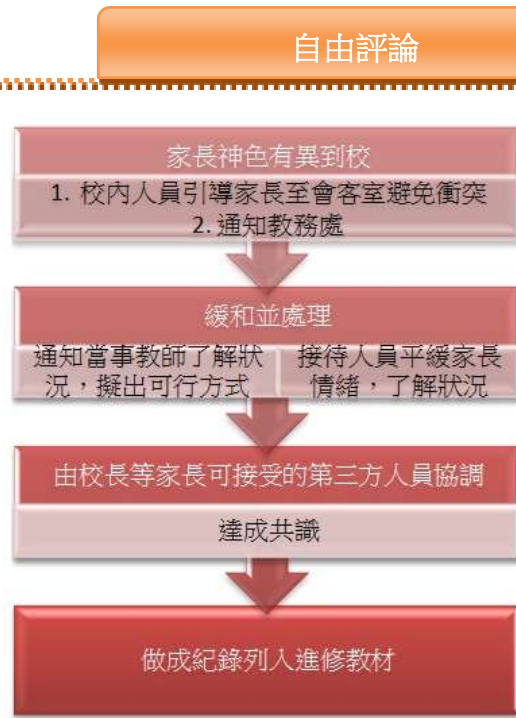 自由評論
家長神色有異到校
1. 校內人員引導家長至會客室避免衝突
2. 通知教務處
緩和並處理
通知當事教師了解狀
況，擬出可行方式
接待人員平緩家長
情緒，了解狀況
由校長等家長可接受的第三方人員協調
達成共識
做成紀錄列入進修教材